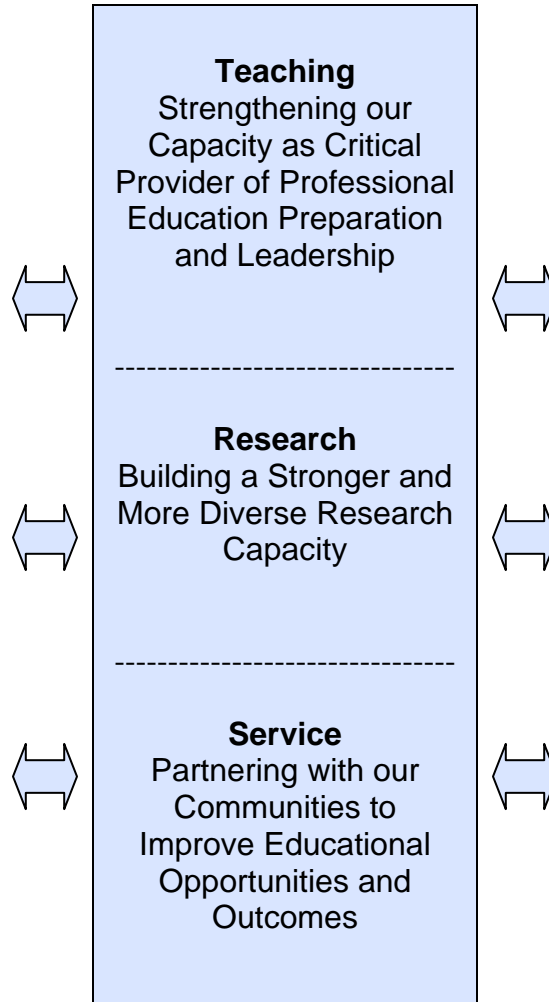 Teaching
Strengthening our
Capacity as Critical
Provider of Professional
Education Preparation
and Leadership
--------------------------------
Research
Building a Stronger and
More Diverse Research
Capacity
--------------------------------
Service
Partnering with our
Communities to
Improve Educational
Opportunities and
Outcomes